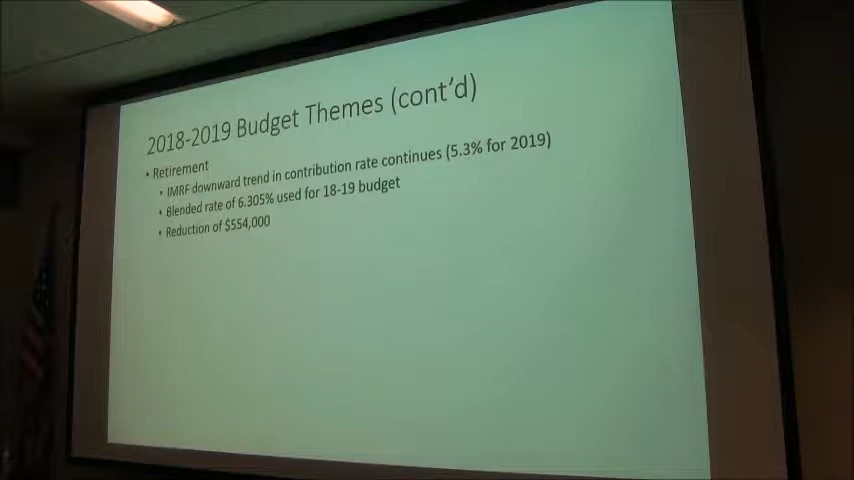 2018-2019 Budget Themes (cont'd)
• Retirement
• IMRF downward trend in contribution rate continues (5.3% for 2019)
• Blended rate of 6.305% used for 18-19 budget
• Reduction of $554,000